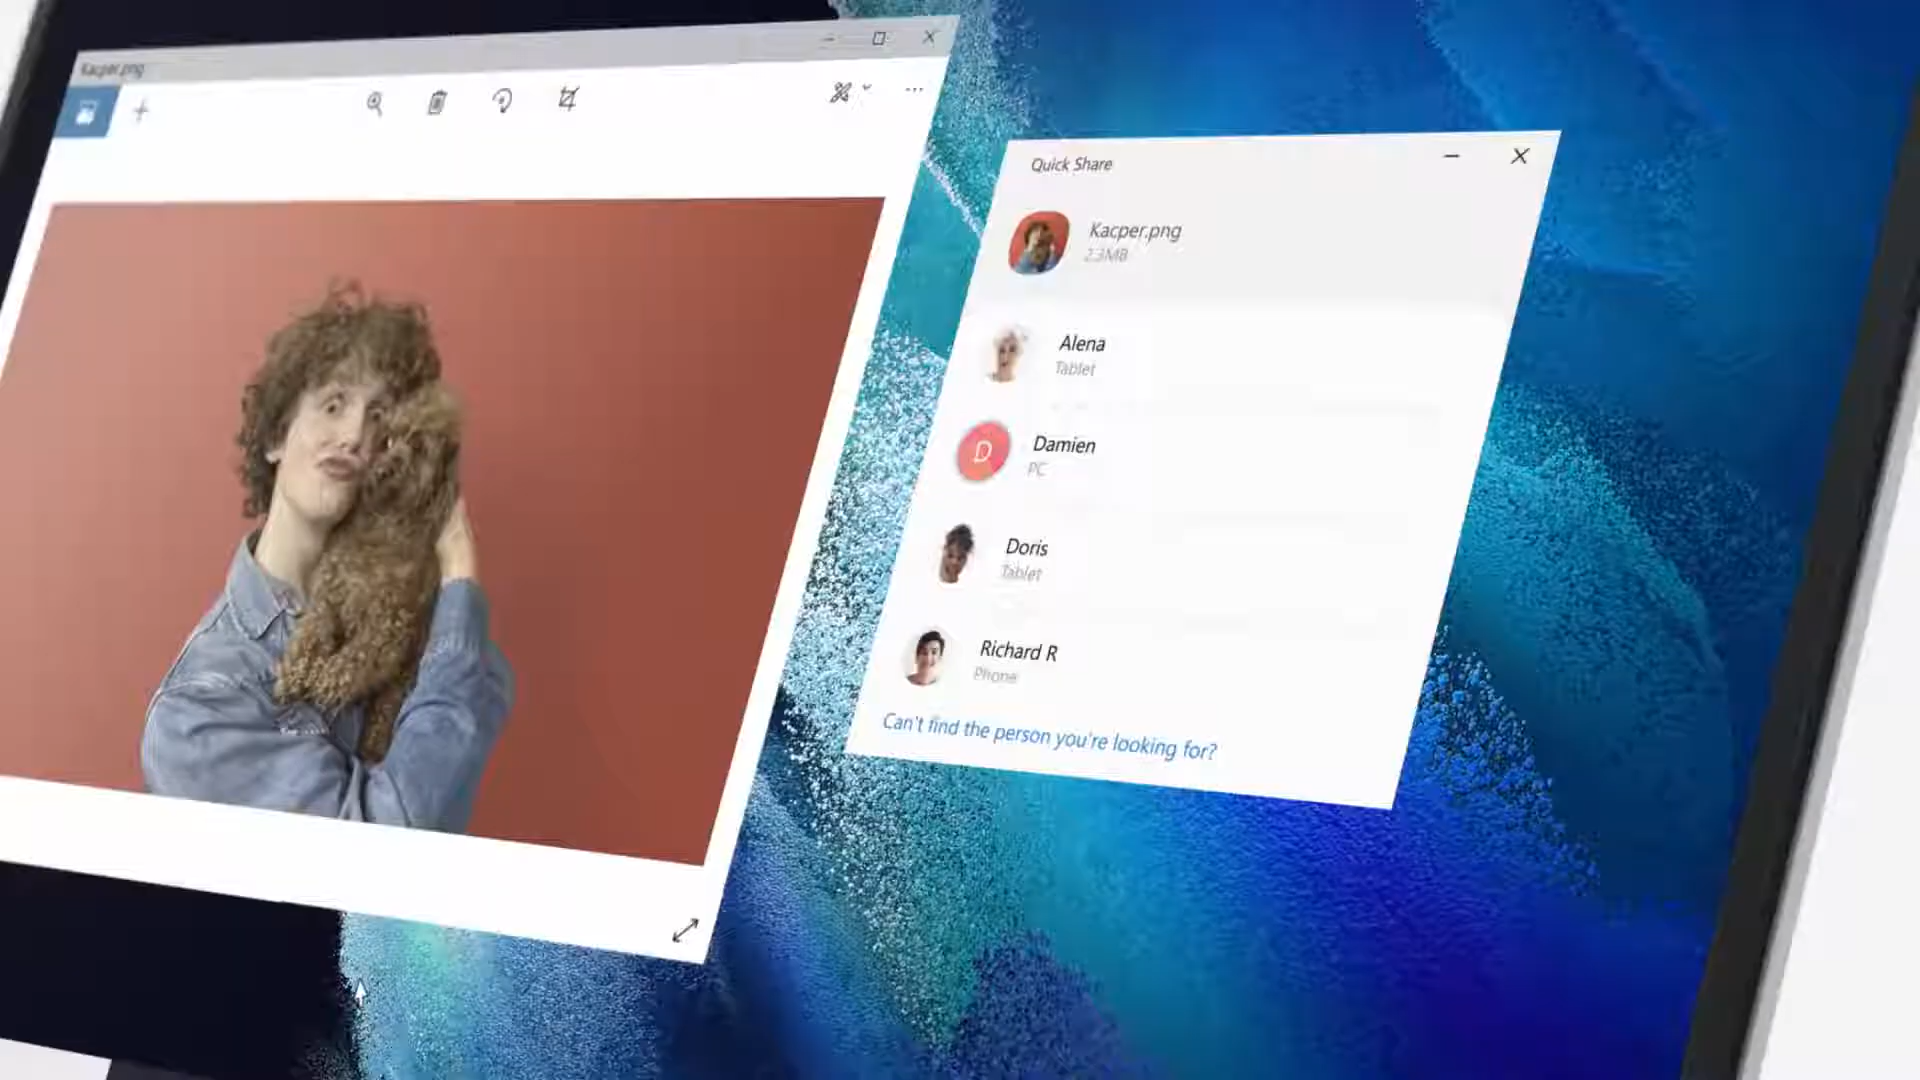 Kacper.png
Quick Share
Kacper.png
2.3MB
Alena
Tablet
D
Damien
PC
Doris
Tablet
Richard R
Phone
Can't find the person you're looking for?